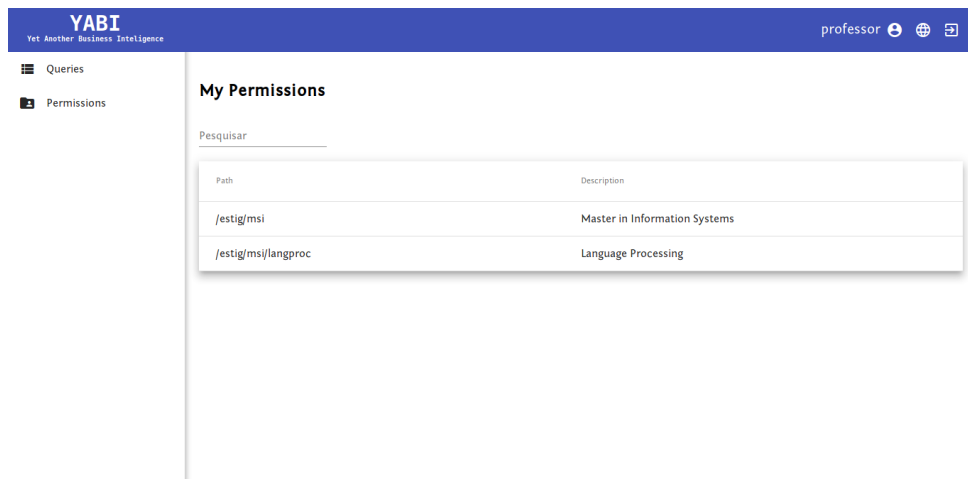 YABI
Yet Another Business Inteligence
professor
Queries
Permissions
My Permissions
Pesquisar
Path Description
/estig/msi Master in Information Systems
/estig/msi/langproc Language Processing